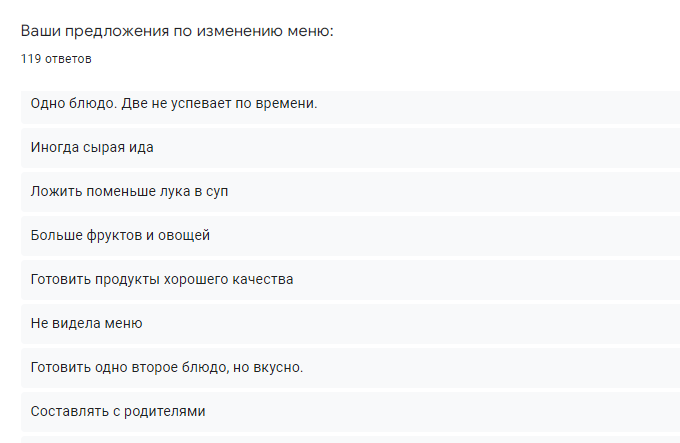 Ваши предложения по изменению меню:
119 ответов
Одно блюдо. Две не успевает по времени.
Иногда сырая ида
Ложить поменьше лука в суп
Больше фруктов и овощей
Готовить продукты хорошего качества
Не видела меню
Готовить одно второе блюдо, но вкусно.
Составлять с родителями